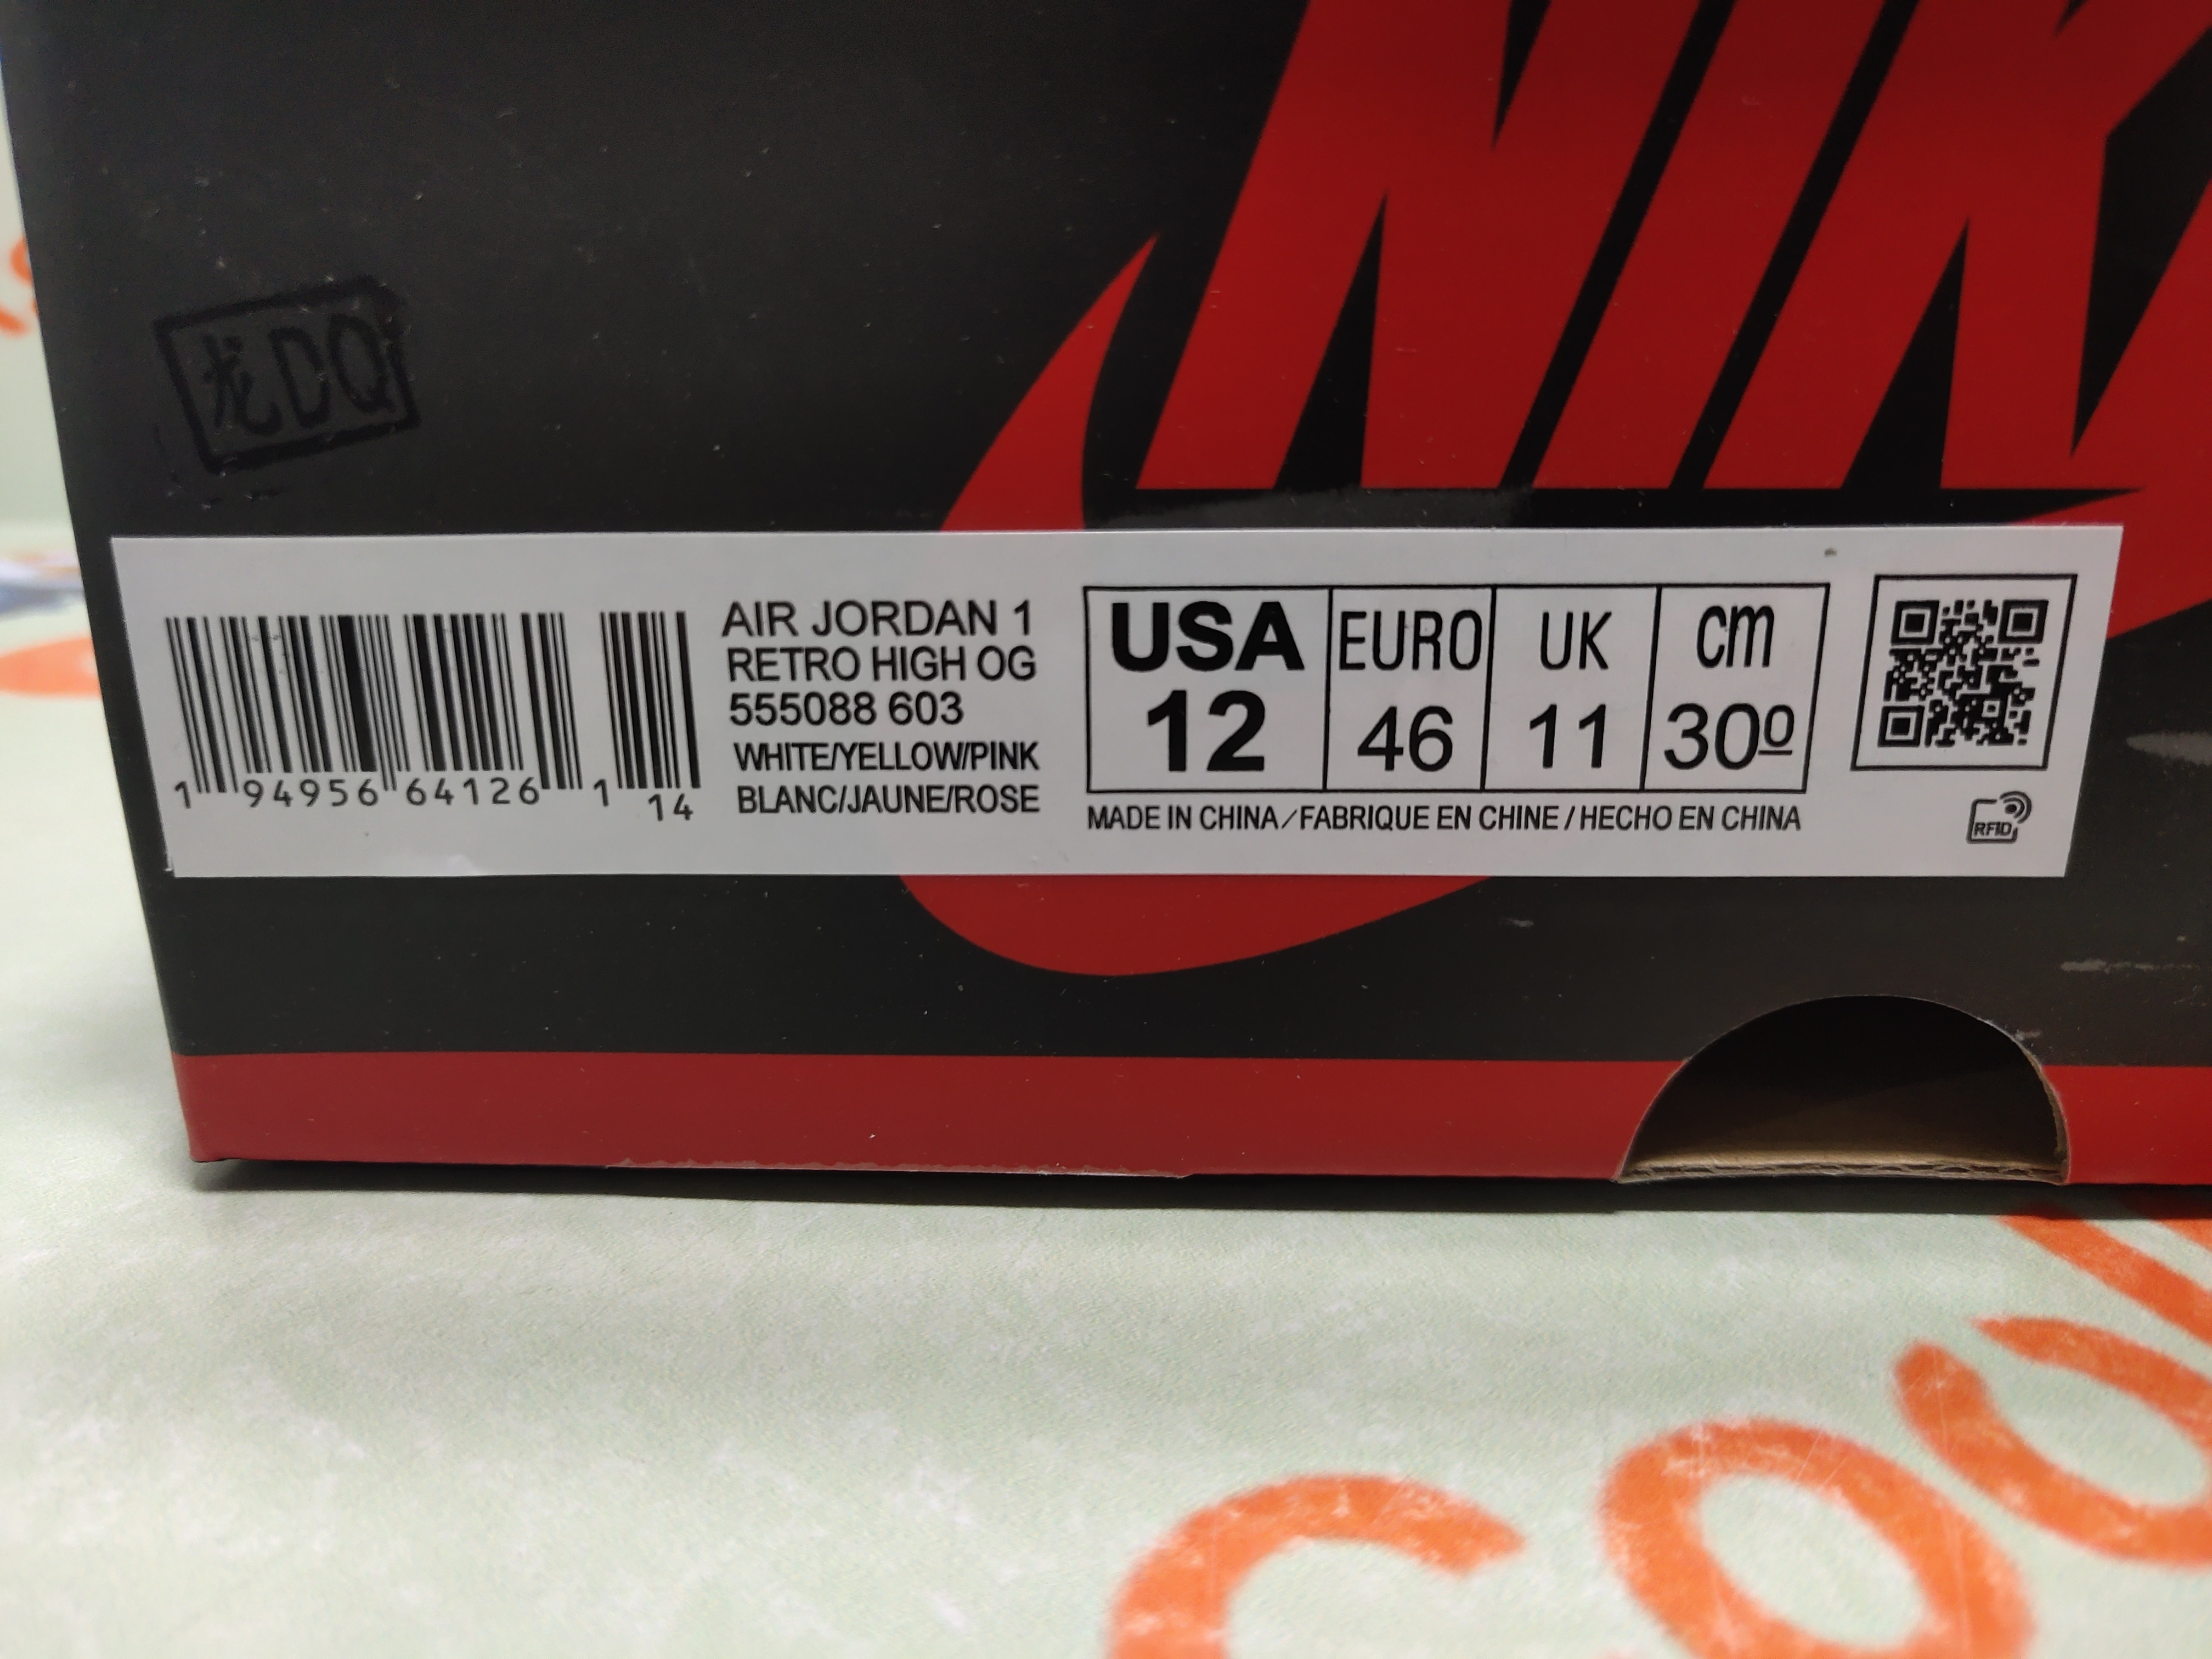 NIK
龙DQ
AIR JORDAN 1
RETRO HIGH OG
555088 603
WHITE/YELLOW/PINK
BLANC/JAUNE/ROSE
1 94956 64126 1 14
USA EURO UK cm
12 46 11 30º
MADE IN CHINA/FABRIQUE EN CHINE/HECHO EN CHINA
RFID